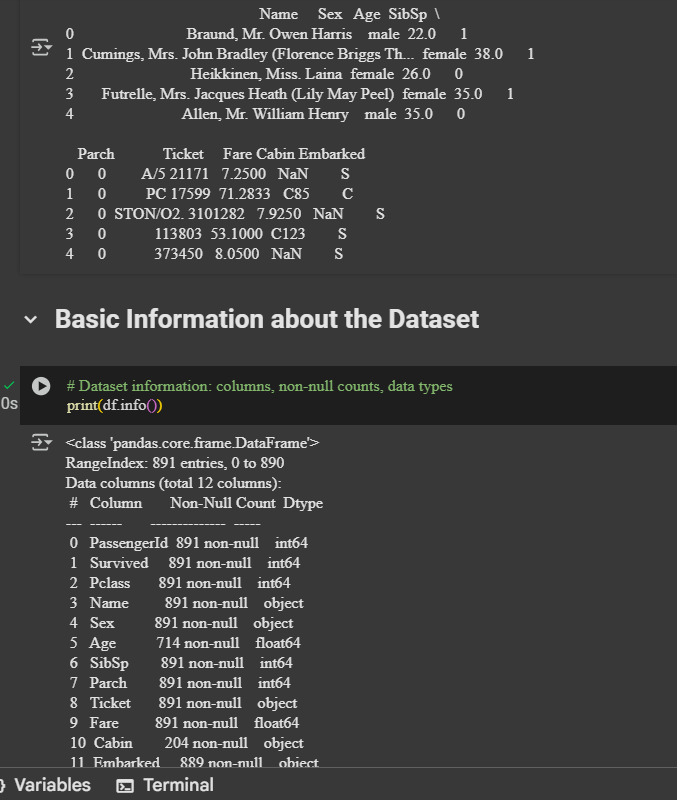 Name Sex Age SibSp \
0 Braund, Mr. Owen Harris male 22.0 1
1 Cumings, Mrs. John Bradley (Florence Briggs Th... female 38.0 1
2 Heikkinen, Miss. Laina female 26.0 0
3 Futrelle, Mrs. Jacques Heath (Lily May Peel) female 35.0 1
4 Allen, Mr. William Henry male 35.0 0
Parch Ticket Fare Cabin Embarked
0 0 A/5 21171 7.2500 NaN S
1 0 PC 17599 71.2833 C85 C
2 0 STON/O2. 3101282 7.9250 NaN S
3 0 113803 53.1000 C123 S
4 0 373450 8.0500 NaN S
Basic Information about the Dataset
# Dataset information: columns, non-null counts, data types
0s print(df.info())
<class 'pandas.core.frame.DataFrame'>
RangeIndex: 891 entries, 0 to 890
Data columns (total 12 columns):
# Column Non-Null Count Dtype
--- ------ -------------- -----
0 PassengerId 891 non-null int64
1 Survived 891 non-null int64
2 Pclass 891 non-null int64
3 Name 891 non-null object
4 Sex 891 non-null object
5 Age 714 non-null float64
6 SibSp 891 non-null int64
7 Parch 891 non-null int64
8 Ticket 891 non-null object
9 Fare 891 non-null float64
10 Cabin 204 non-null object
11 Embarked 889 non-null object
Variables Terminal